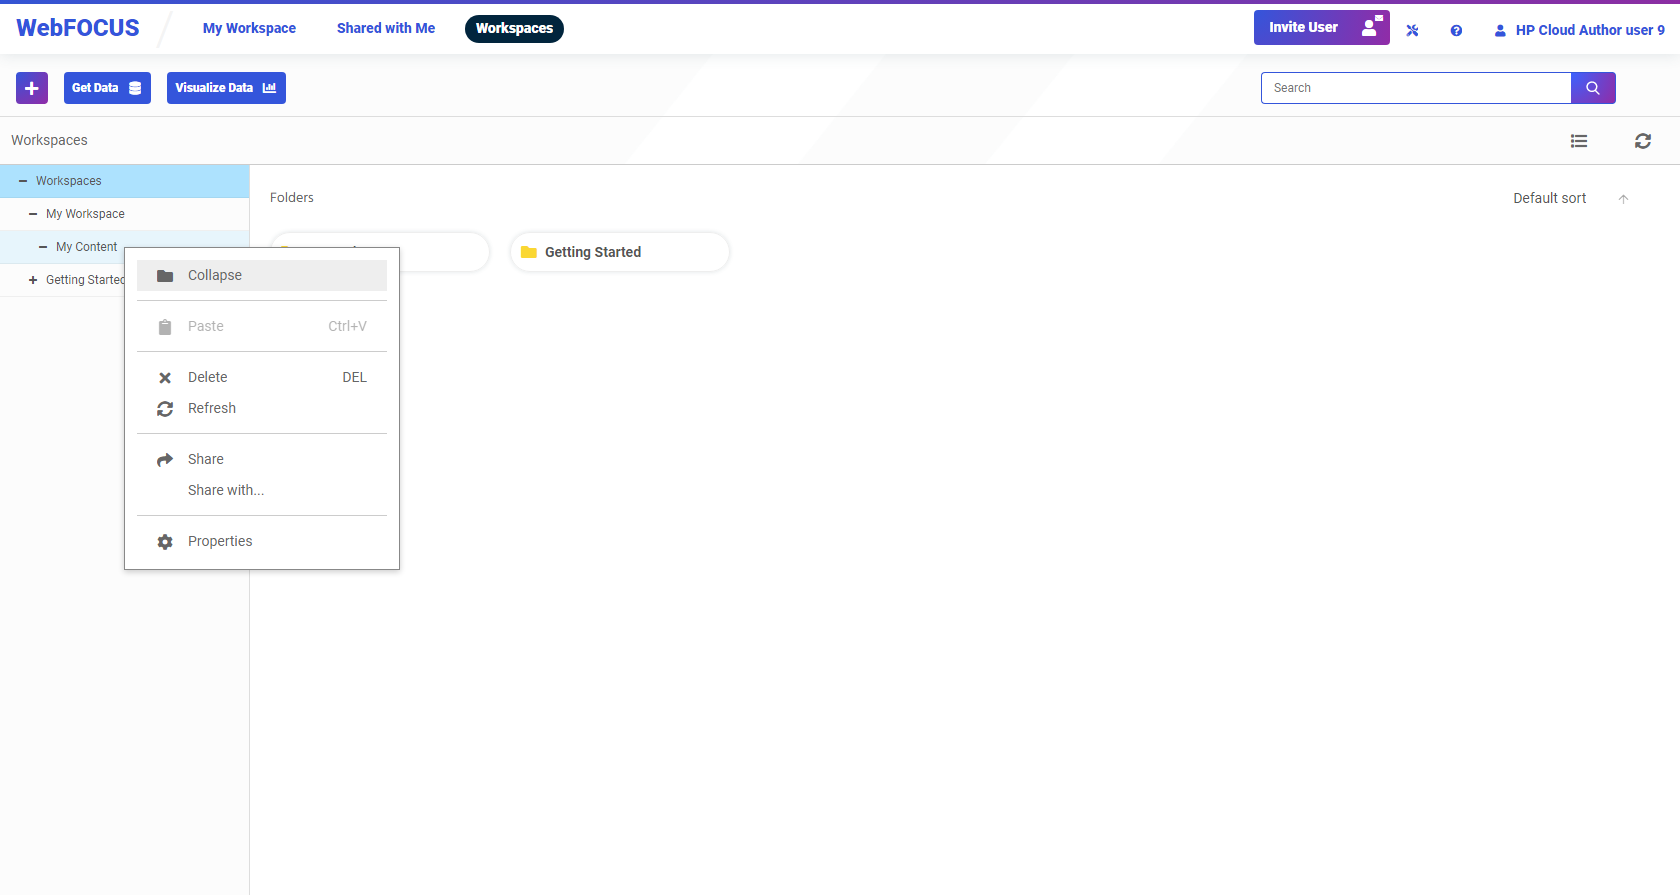 WebFOCUS
My Workspace
Shared with Me
Workspaces
Invite User
HP Cloud Author user 9
Get Data
Visualize Data
Search
Workspaces
Workspaces
My Workspace
My Content
Getting Started
Folders
Default sort
Getting Started
Collapse
Paste Ctrl+V
Delete DEL
Refresh
Share
Share with...
Properties